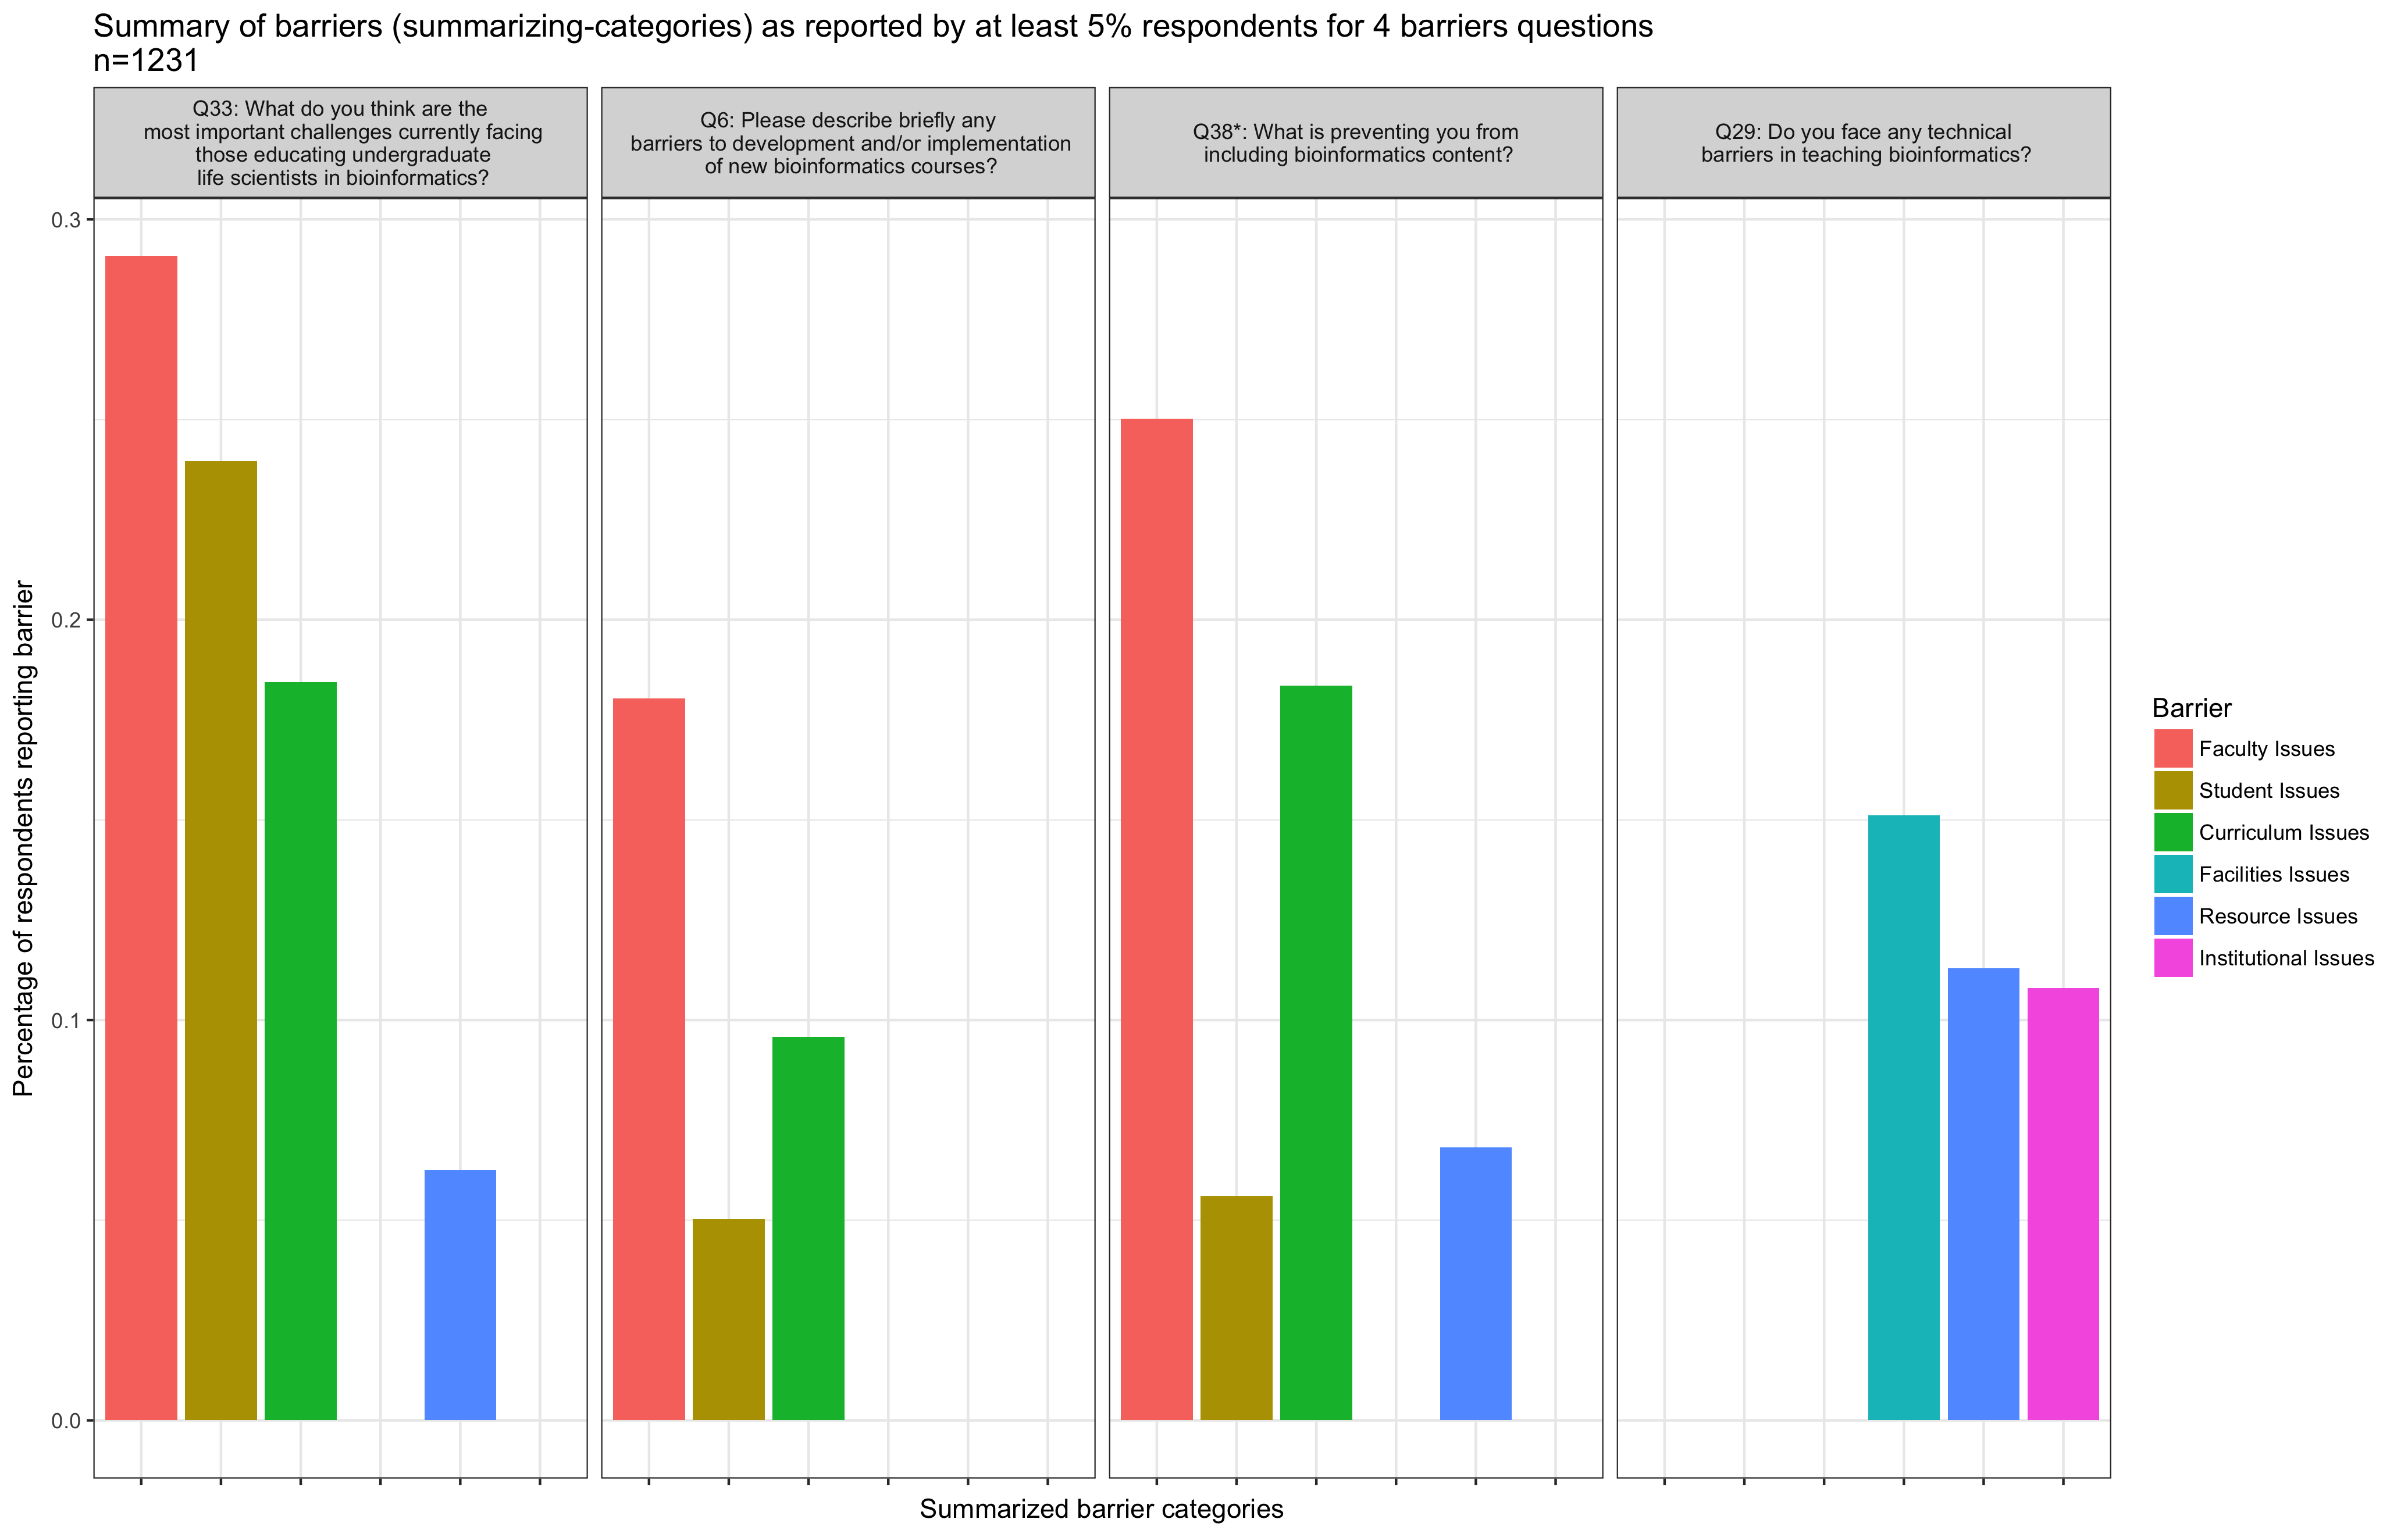 Summary of barriers (summarizing-categories) as reported by at least 5% respondents for 4 barriers questions
n=1231
Q33: What do you think are the
most important challenges currently facing
those educating undergraduate
life scientists in bioinformatics?
Q6: Please describe briefly any
barriers to development and/or implementation
of new bioinformatics courses?
Q38*: What is preventing you from
including bioinformatics content?
Q29: Do you face any technical
barriers in teaching bioinformatics?
Percentage of respondents reporting barrier
0.3
0.2
0.1
0.0
Summarized barrier categories
Barrier
Faculty Issues
Student Issues
Curriculum Issues
Facilities Issues
Resource Issues
Institutional Issues